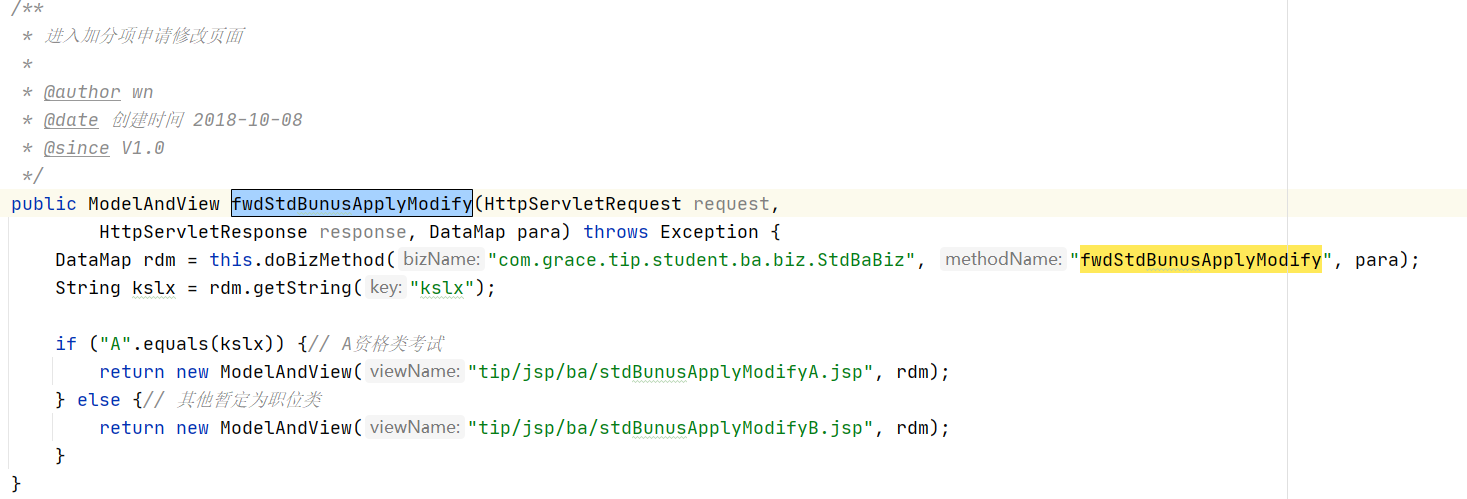 /**
 * 进入加分项申请修改页面
 *
 * @author wn
 * @date 创建时间 2018-10-08
 * @since V1.0
 */
public ModelAndView fwdStdBunusApplyModify(HttpServletRequest request,
        HttpServletResponse response, DataMap para) throws Exception {
    DataMap rdm = this.doBizMethod( bizName: "com.grace.tip.student.ba.biz.StdBaBiz", methodName: "fwdStdBunusApplyModify", para);
    String kslx = rdm.getString( key: "kslx");
    if ("A".equals(kslx)) {// A资格类考试
        return new ModelAndView( viewName: "tip/jsp/ba/stdBunusApplyModifyA.jsp", rdm);
    } else {// 其他暂定为职位类
        return new ModelAndView( viewName: "tip/jsp/ba/stdBunusApplyModifyB.jsp", rdm);
    }
}